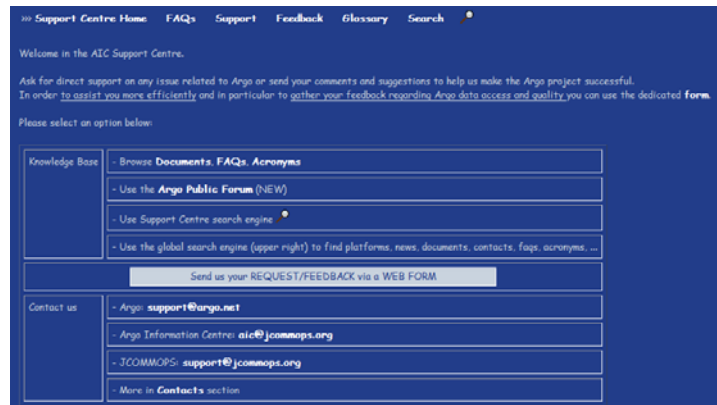 ››› Support Centre Home FAQs Support Feedback Glossary Search
Welcome in the AIC Support Centre.
Ask for direct support on any issue related to Argo or send your comments and suggestions to help us make the Argo project successful.
In order to assist you more efficiently and in particular to gather your feedback regarding Argo data access and quality you can use the dedicated form.
Please select an option below:
Knowledge Base
- Browse Documents, FAQs, Acronyms
- Use the Argo Public Forum (NEW)
- Use Support Centre search engine
- Use the global search engine (upper right) to find platforms, news, documents, contacts, faqs, acronyms, ...
Send us your REQUEST/FEEDBACK via a WEB FORM
Contact us
- Argo: support@argo.net
- Argo Information Centre: aic@jcommops.org
- JCOMMOPS: support@jcommops.org
- More in Contacts section